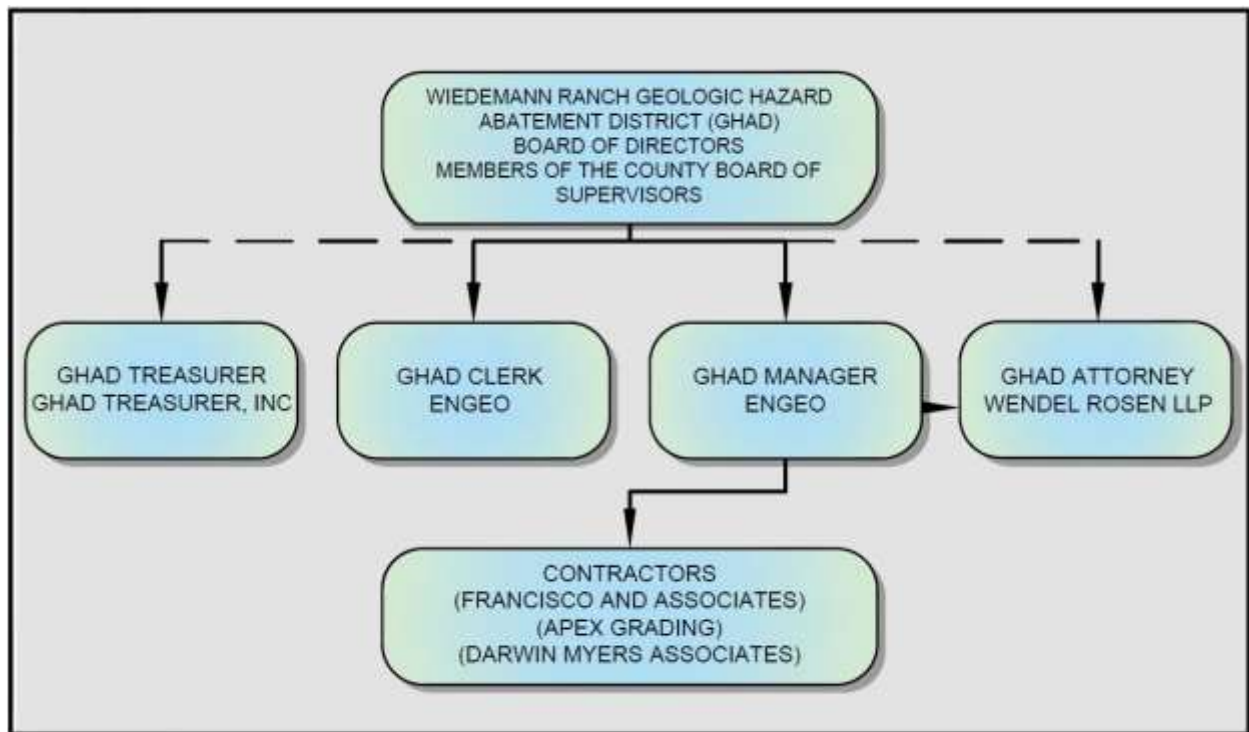 WIEDEMANN RANCH GEOLOGIC HAZARD
ABATEMENT DISTRICT (GHAD)
BOARD OF DIRECTORS
MEMBERS OF THE COUNTY BOARD OF
SUPERVISORS
GHAD TREASURER
GHAD TREASURER, INC
GHAD CLERK
ENGEO
GHAD MANAGER
ENGEO
GHAD ATTORNEY
WENDEL ROSEN LLP
CONTRACTORS
(FRANCISCO AND ASSOCIATES)
(APEX GRADING)
(DARWIN MYERS ASSOCIATES)